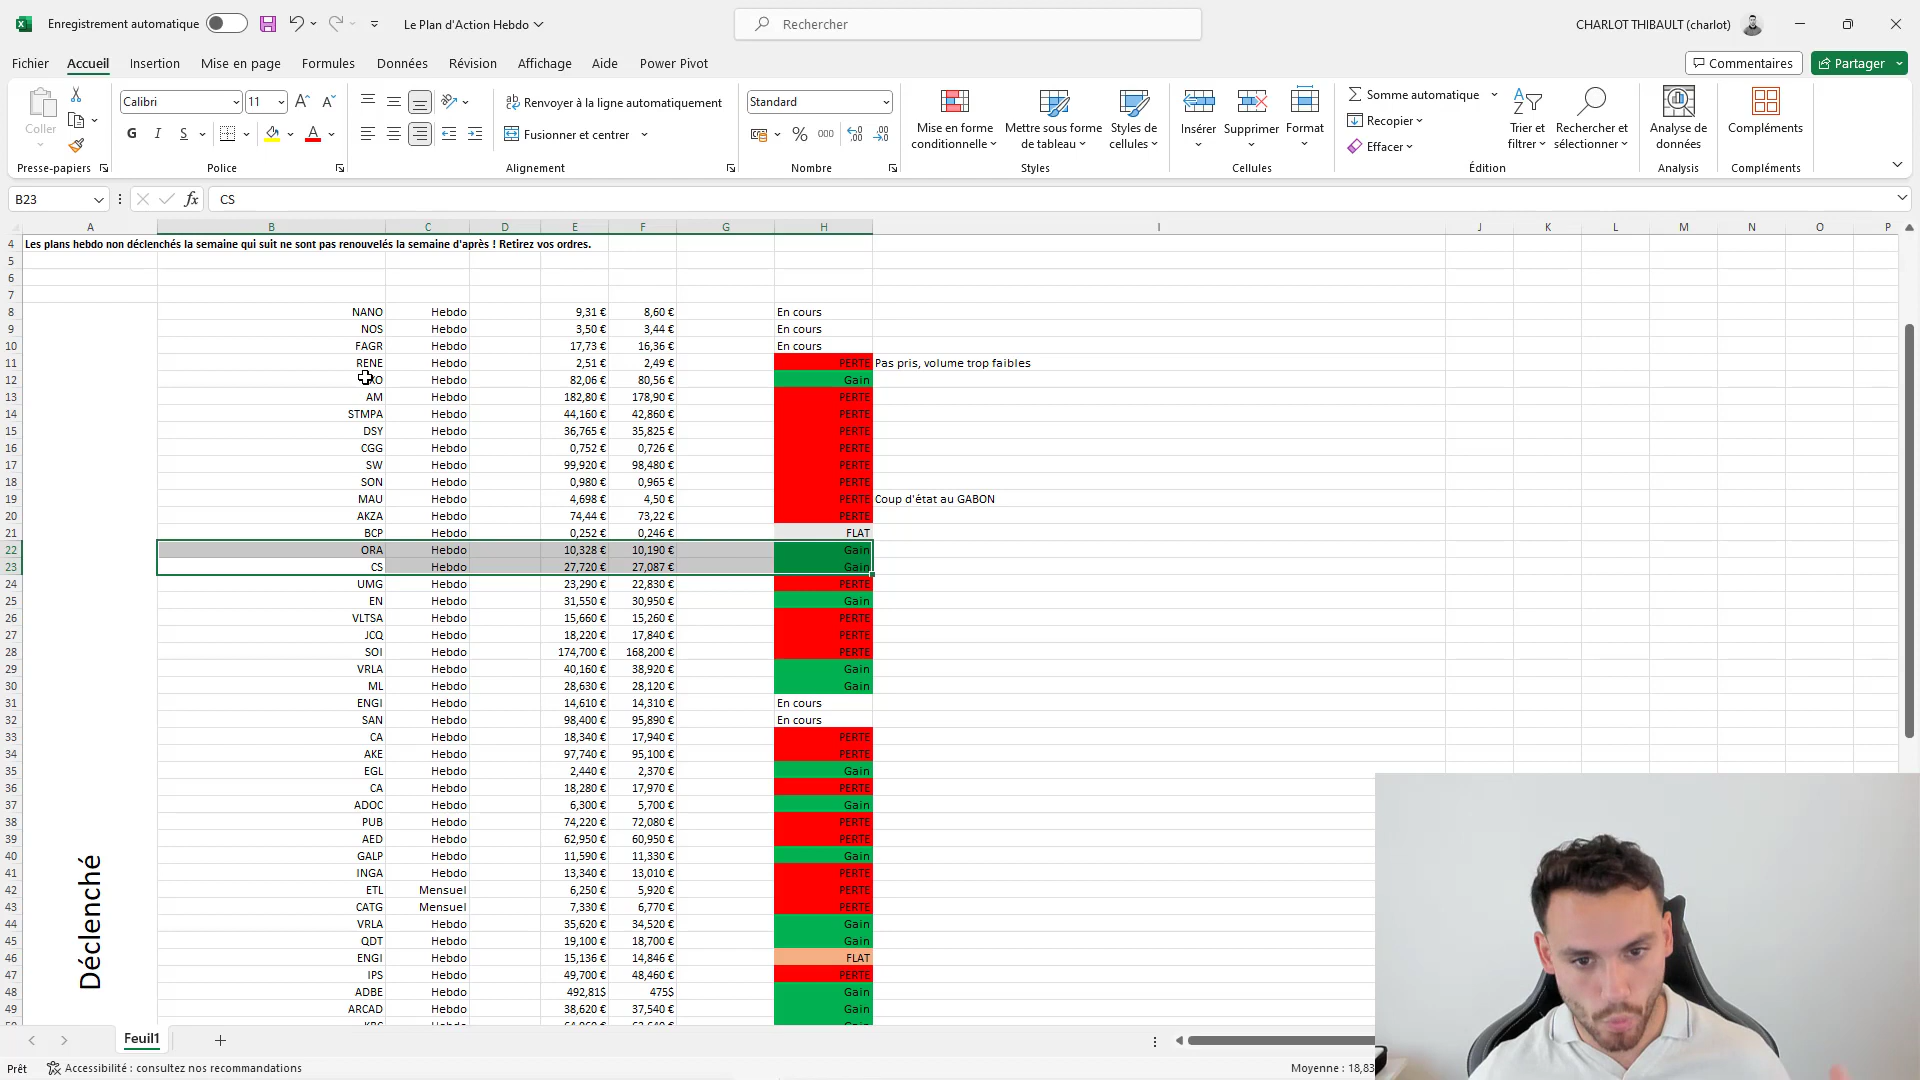 Enregistrement automatique
Le Plan d'Action Hebdo
Rechercher
CHARLOT THIBAULT (charlot)
Fichier Accueil Insertion Mise en page Formules Données Révision Affichage Aide Power Pivot
Commentaires Partager
Coller
Calibri 11
G I S
Renvoyer à la ligne automatiquement
Fusionner et centrer
Standard
% 000
Mise en forme conditionnelle
Mettre sous forme de tableau
Styles de cellules
Insérer Supprimer Format
Somme automatique
Recopier
Effacer
Trier et filtrer
Rechercher et sélectionner
Analyse de données
Compléments
Presse-papiers Police Alignement Nombre Styles Cellules Édition Analysis Compléments
B23 fx CS
A B C D E F G H I J K L M N O P
4 Les plans hebdo non déclenchés la semaine qui suit ne sont pas renouvelés la semaine d'après ! Retirez vos ordres.
5
6
7
8 NANO Hebdo 9,31 € 8,60 € En cours
9 NOS Hebdo 3,50 € 3,44 € En cours
10 FAGR Hebdo 17,73 € 16,36 € En cours
11 RENE Hebdo 2,51 € 2,49 € PERTE Pas pris, volume trop faibles
12 Hebdo 82,06 € 80,56 € Gain
13 AM Hebdo 182,80 € 178,90 € PERTE
14 STMPA Hebdo 44,160 € 42,860 € PERTE
15 DSY Hebdo 36,765 € 35,825 € PERTE
16 CGG Hebdo 0,752 € 0,726 € PERTE
17 SW Hebdo 99,920 € 98,480 € PERTE
18 SON Hebdo 0,980 € 0,965 € PERTE
19 MAU Hebdo 4,698 € 4,50 € PERTE Coup d'état au GABON
20 AKZA Hebdo 74,44 € 73,22 € PERTE
21 BCP Hebdo 0,252 € 0,246 € FLAT
22 ORA Hebdo 10,328 € 10,190 € Gain
23 CS Hebdo 27,720 € 27,087 € Gain
24 UMG Hebdo 23,290 € 22,830 € PERTE
25 EN Hebdo 31,550 € 30,950 € Gain
26 VLTSA Hebdo 15,660 € 15,260 € PERTE
27 JCQ Hebdo 18,220 € 17,840 € PERTE
28 SOI Hebdo 174,700 € 168,200 € PERTE
29 VRLA Hebdo 40,160 € 38,920 € Gain
30 ML Hebdo 28,630 € 28,120 € Gain
31 ENGI Hebdo 14,610 € 14,310 € En cours
32 SAN Hebdo 98,400 € 95,890 € En cours
33 CA Hebdo 18,340 € 17,940 € PERTE
34 AKE Hebdo 97,740 € 95,100 € PERTE
35 EGL Hebdo 2,440 € 2,370 € Gain
36 CA Hebdo 18,280 € 17,970 € PERTE
37 ADOC Hebdo 6,300 € 5,700 € Gain
38 PUB Hebdo 74,220 € 72,080 € PERTE
39 AED Hebdo 62,950 € 60,950 € PERTE
40 GALP Hebdo 11,590 € 11,330 € Gain
41 INGA Hebdo 13,340 € 13,010 € PERTE
42 ETL Mensuel 6,250 € 5,920 € PERTE
43 CATG Mensuel 7,330 € 6,770 € PERTE
44 VRLA Hebdo 35,620 € 34,520 € Gain
45 QDT Hebdo 19,100 € 18,700 € Gain
46 ENGI Hebdo 15,136 € 14,846 € FLAT
47 IPS Hebdo 49,700 € 48,460 € PERTE
48 ADBE Hebdo 492,81$ 475$ Gain
49 ARCAD Hebdo 38,620 € 37,540 € Gain
Déclenché
Feuil1
Prêt Accessibilité : consultez nos recommandations
Moyenne : 18,83